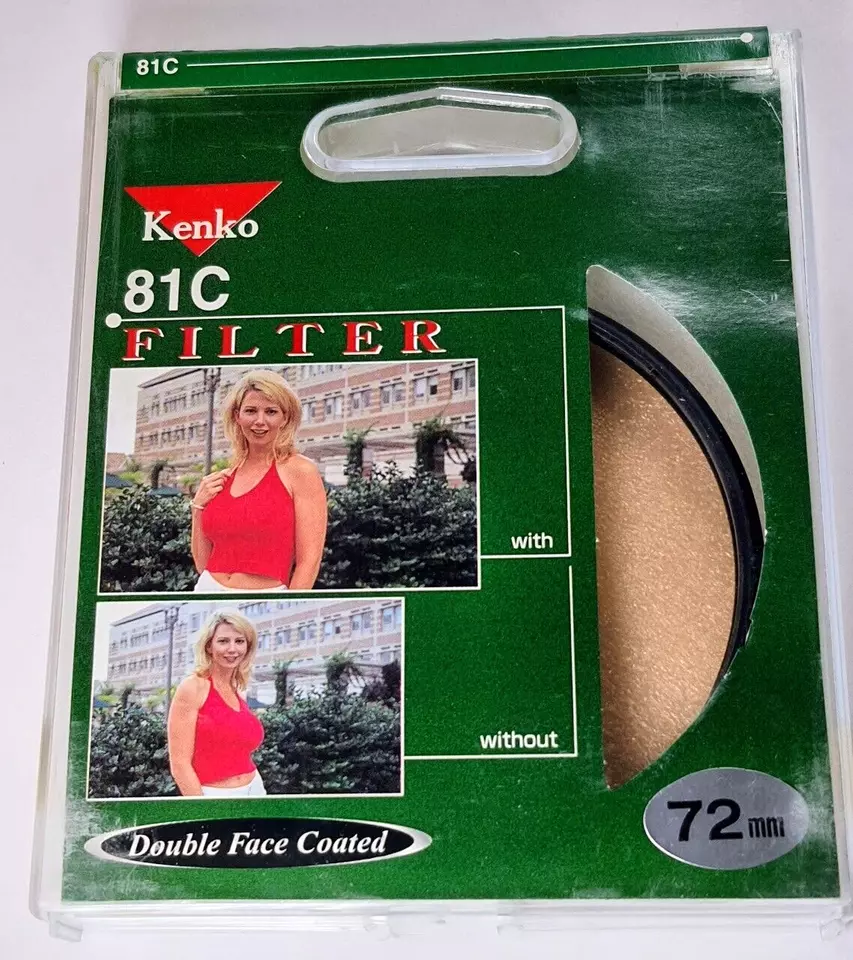 81C
Kenko
81C
FILTER
with
without
Double Face Coated
72mm